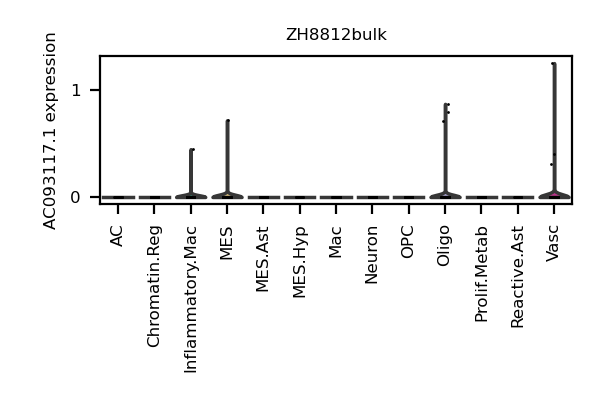 ZH8812bulk
AC093117.1 expression
1
0
AC
Chromatin.Reg
Inflammatory.Mac
MES
MES.Ast
MES.Hyp
Mac
Neuron
OPC
Oligo
Prolif.Metab
Reactive.Ast
Vasc